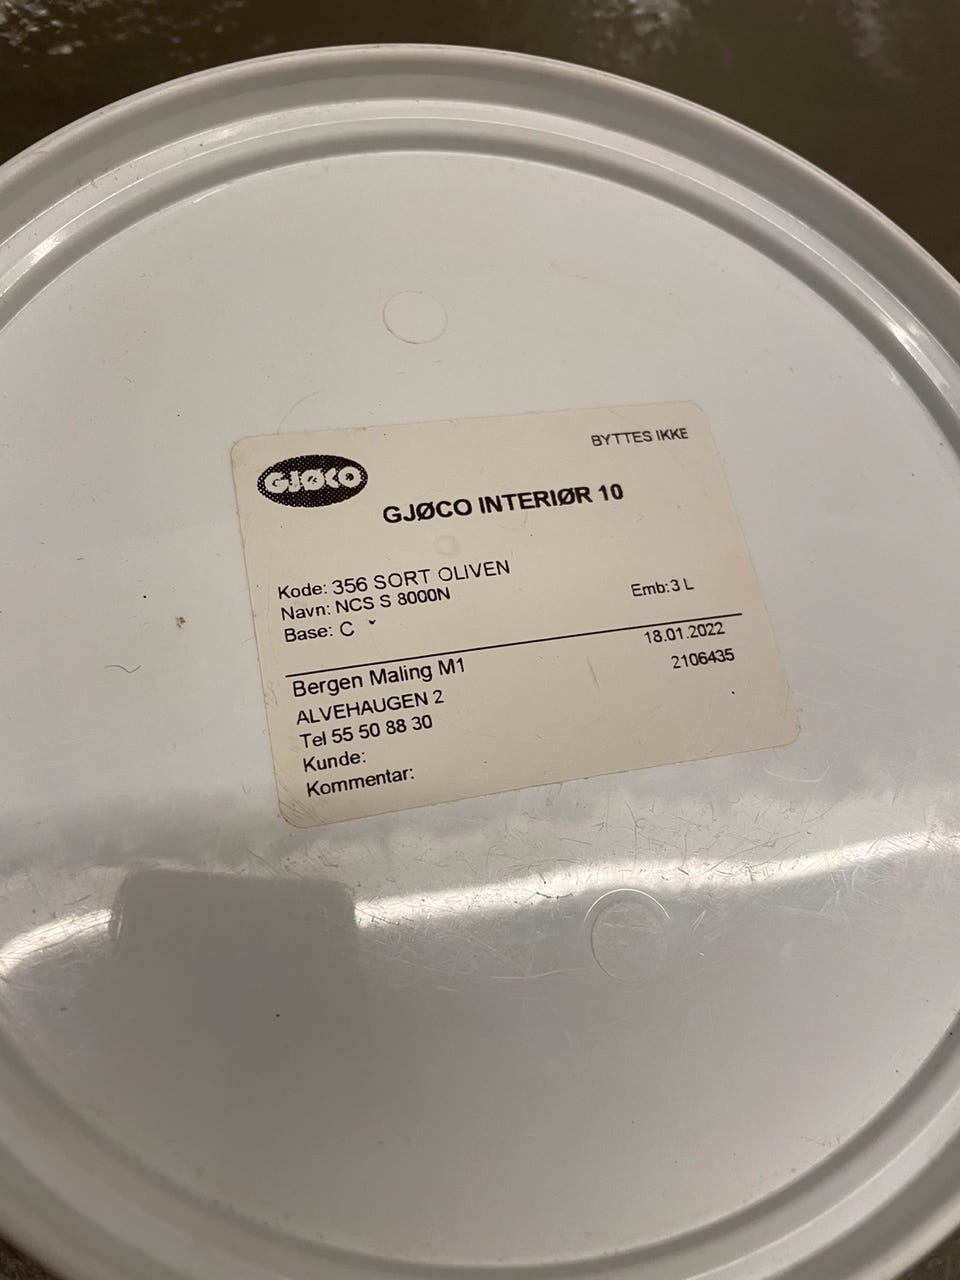 BYTTES IKKE
GJØCO
GJØCO INTERIØR 10
Kode: 356 SORT OLIVEN
Navn: NCS S 8000N
Emb:3 L
Base: C
18.01.2022
Bergen Maling M1
2106435
ALVEHAUGEN 2
Tel 55 50 88 30
Kunde:
Kommentar: